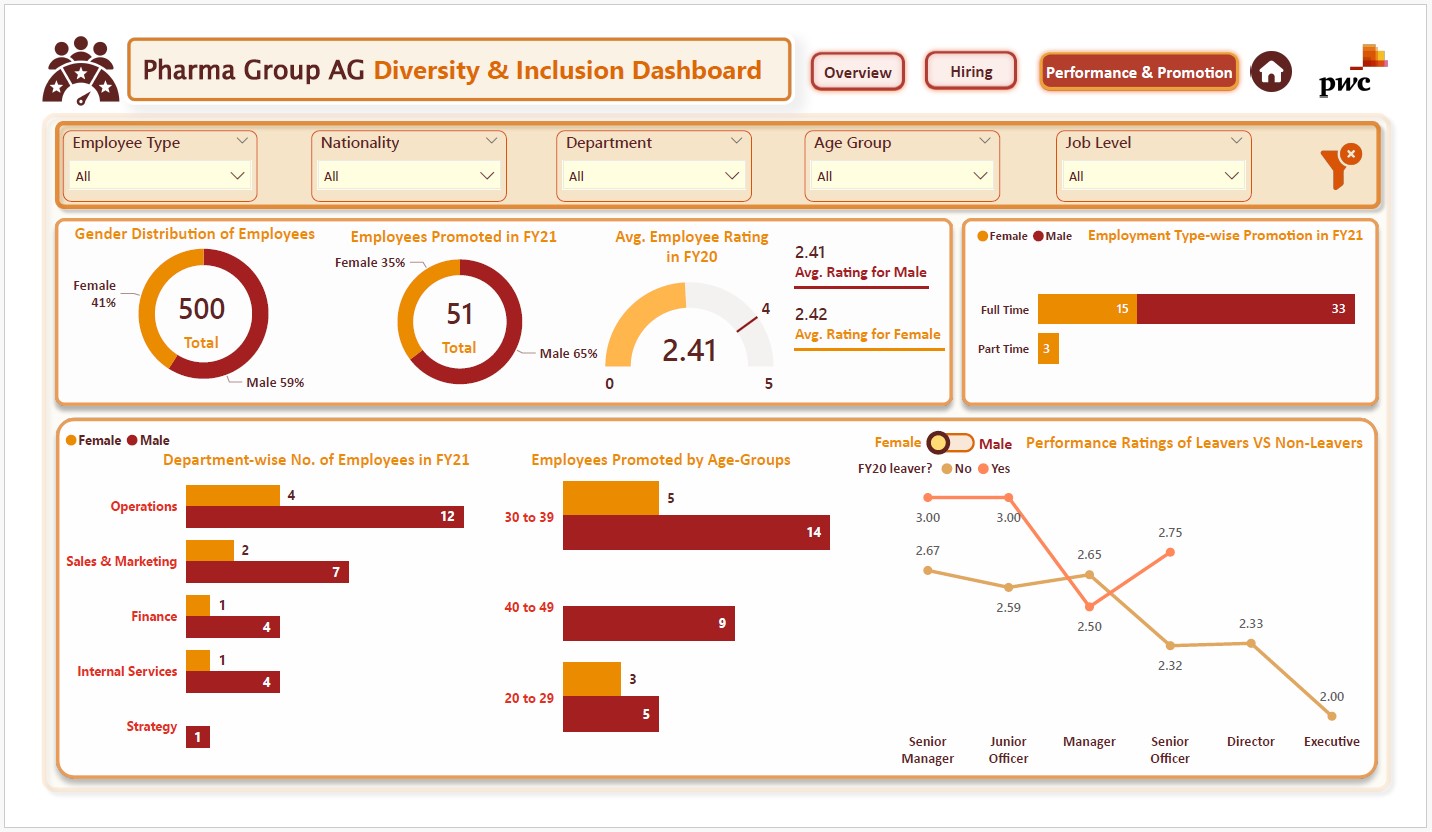 Pharma Group AG Diversity & Inclusion Dashboard
Overview
Hiring
Performance & Promotion
pwc
Employee Type
All
Nationality
All
Department
All
Age Group
All
Job Level
All
Gender Distribution of Employees
Female
41%
500
Total
Male 59%
Employees Promoted in FY21
Female 35%
51
Total
Male 65%
Avg. Employee Rating
in FY20
4
2.41
0
5
2.41
Avg. Rating for Male
2.42
Avg. Rating for Female
Female Male
Employment Type-wise Promotion in FY21
Full Time 15 33
Part Time 3
Female Male
Department-wise No. of Employees in FY21
Operations
4
12
Sales & Marketing
2
7
Finance
1
4
Internal Services
1
4
Strategy
1
Employees Promoted by Age-Groups
30 to 39
5
14
40 to 49
9
20 to 29
3
5
Female Male
Performance Ratings of Leavers VS Non-Leavers
FY20 leaver? No Yes
3.00
3.00
2.67
2.59
2.65
2.50
2.75
2.32
2.33
2.00
Senior
Manager
Junior
Officer
Manager
Senior
Officer
Director
Executive